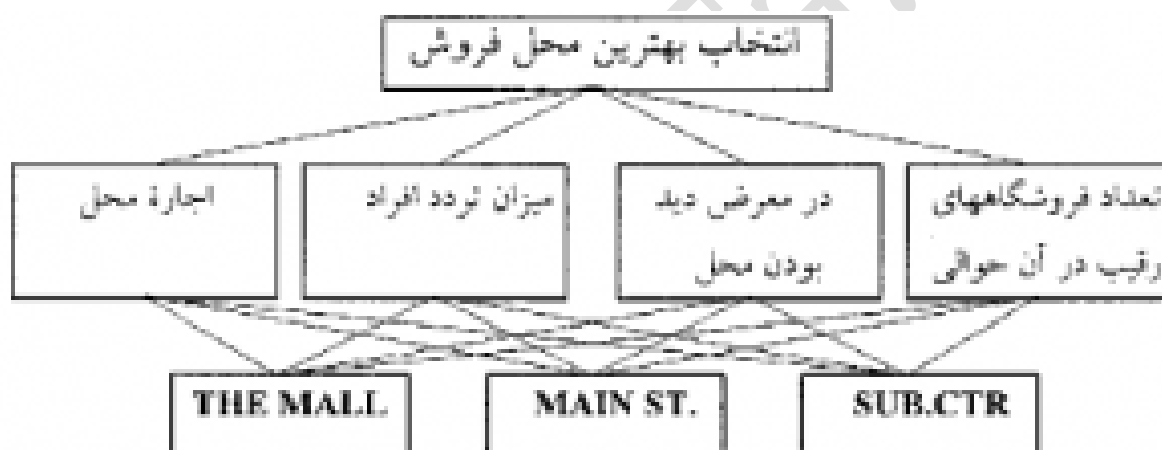 انتخاب بهترین محل فروش
تعداد فروشگاههای
رقیب در آن حوالی
در معرض دید
بودن محل
میزان تردد افراد
اجارة محل
THE MALL
MAIN ST.
SUB.CTR